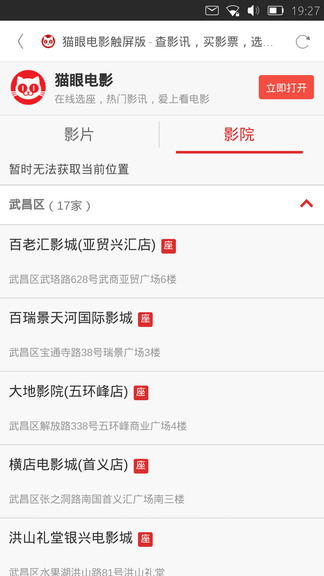 19:27
猫眼电影触屏版 - 查影讯，买影票，选...
猫眼电影
在线选座，热门影讯，爱上看电影
立即打开
影片
影院
暂时无法获取当前位置
武昌区（17家）
百老汇影城(亚贸兴汇店) 座
武昌区武珞路628号武商亚贸广场6楼
百瑞景天河国际影城 座
武昌区宝通寺路38号瑞景广场3楼
大地影院(五环峰店) 座
武昌区解放路338号五环峰商业广场4楼
横店电影城(首义店) 座
武昌区张之洞路南国首义汇广场南三楼
洪山礼堂银兴电影城 座
武昌区水果湖洪山路81号洪山礼堂